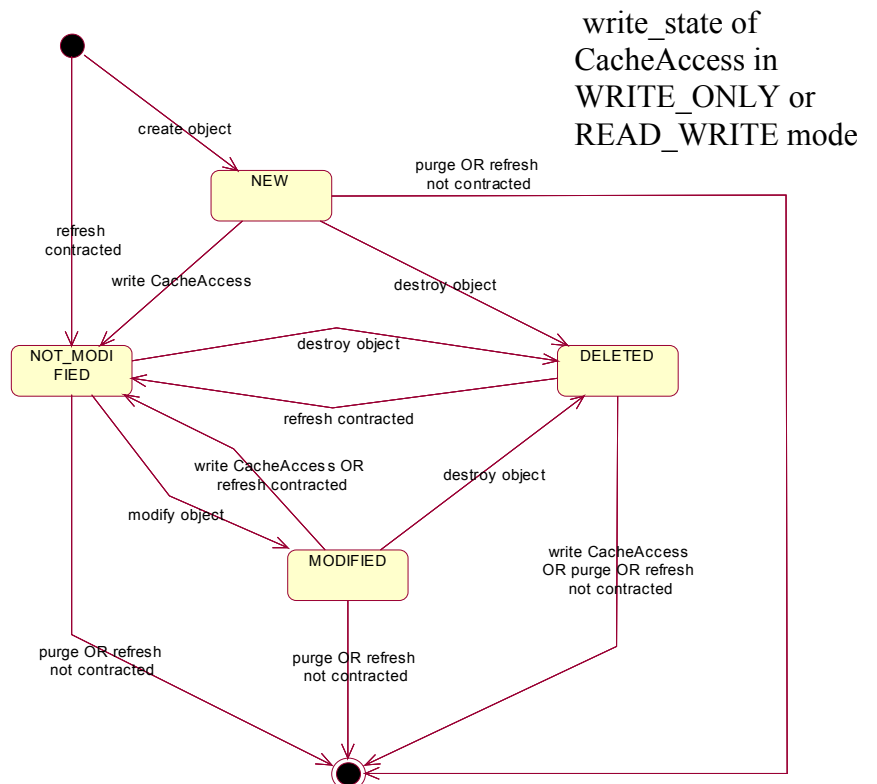 write_state of
CacheAccess in
WRITE_ONLY or
READ_WRITE mode
create object
NEW
purge OR refresh
not contracted
refresh
contracted
write CacheAccess
destroy object
NOT_MODI
FIED
destroy object
DELETED
refresh contracted
write CacheAccess OR
refresh contracted
destroy object
modify object
MODIFIED
write CacheAccess
OR purge OR refresh
not contracted
purge OR refresh
not contracted
purge OR refresh
not contracted